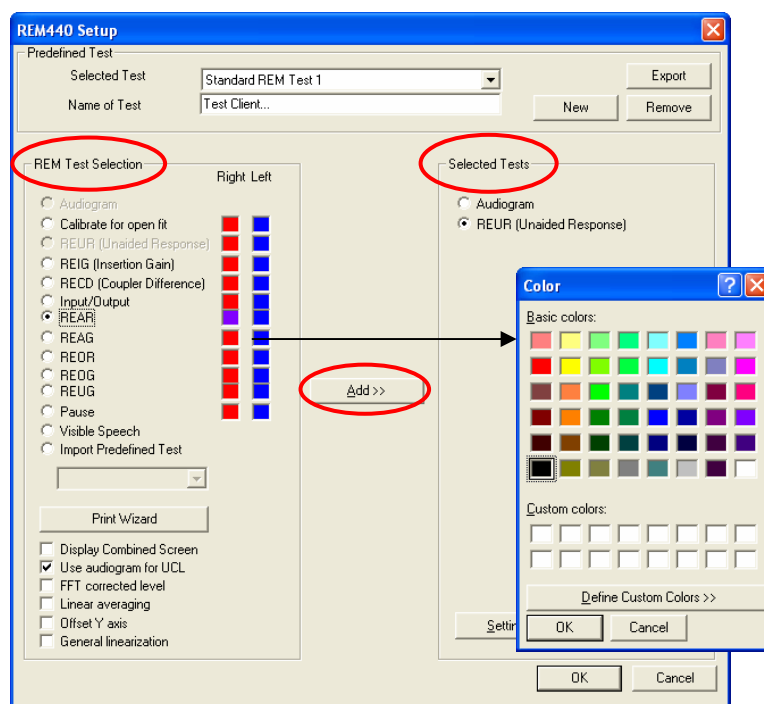 REM440 Setup
Predefined Test
Selected Test
Standard REM Test 1
Export
Name of Test
Test Client...
New
Remove
REM Test Selection
Right Left
Audiogram
Calibrate for open fit
REUR (Unaided Response)
REIG (Insertion Gain)
RECD (Coupler Difference)
Input/Output
REAR
REAG
REOR
REOG
REUG
Pause
Visible Speech
Import Predefined Test
Print Wizard
Display Combined Screen
Use audiogram for UCL
FFT corrected level
Linear averaging
Offset Y axis
General linearization
Add >>
Selected Tests
Audiogram
REUR (Unaided Response)
Settin
OK
Cancel
Color
?
Basic colors:
Custom colors:
Define Custom Colors >>
OK
Cancel